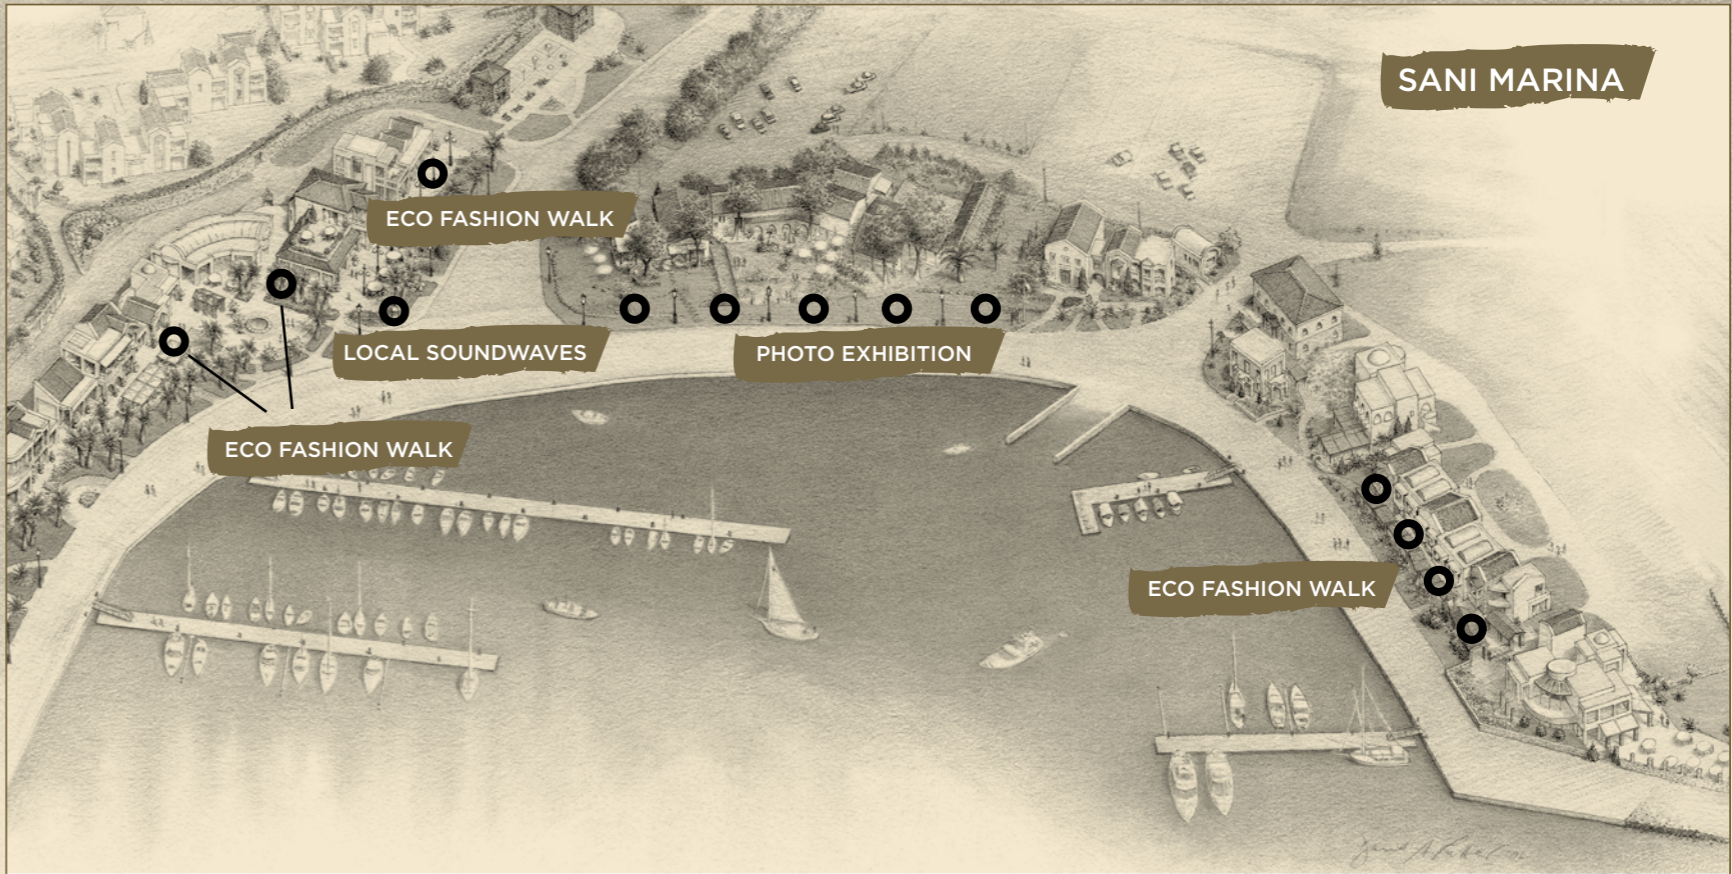 SANI MARINA
ECO FASHION WALK
LOCAL SOUNDWAVES
PHOTO EXHIBITION
ECO FASHION WALK
ECO FASHION WALK